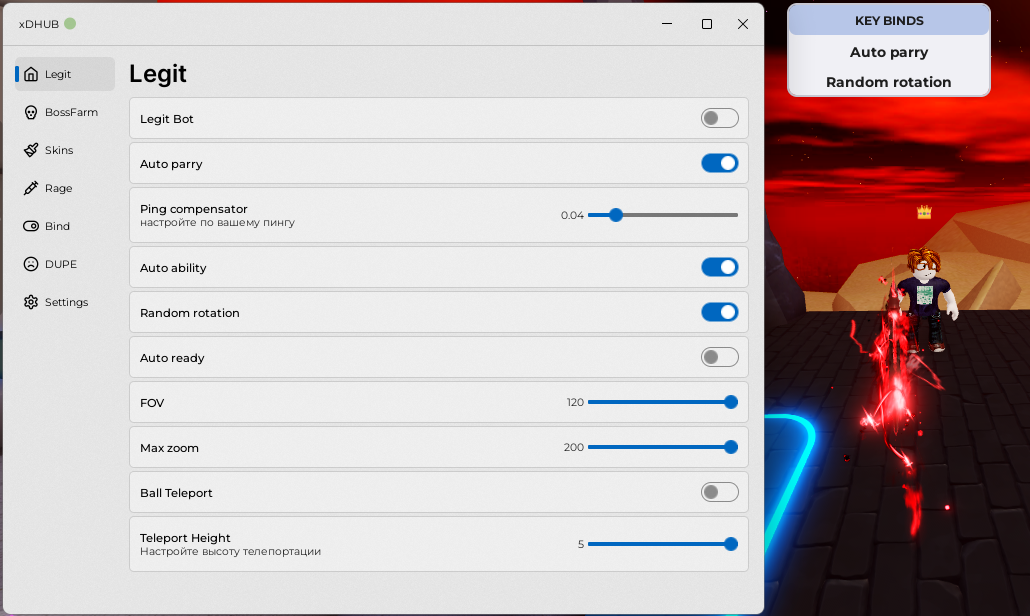 xDHUB
KEY BINDS
Auto parry
Random rotation
Legit
BossFarm
Skins
Rage
Bind
DUPE
Settings
Legit
Legit Bot
Auto parry
Ping compensator
настройте по вашему пингу
0.04
Auto ability
Random rotation
Auto ready
FOV
120
Max zoom
200
Ball Teleport
Teleport Height
Настройте высоту телепортации
5